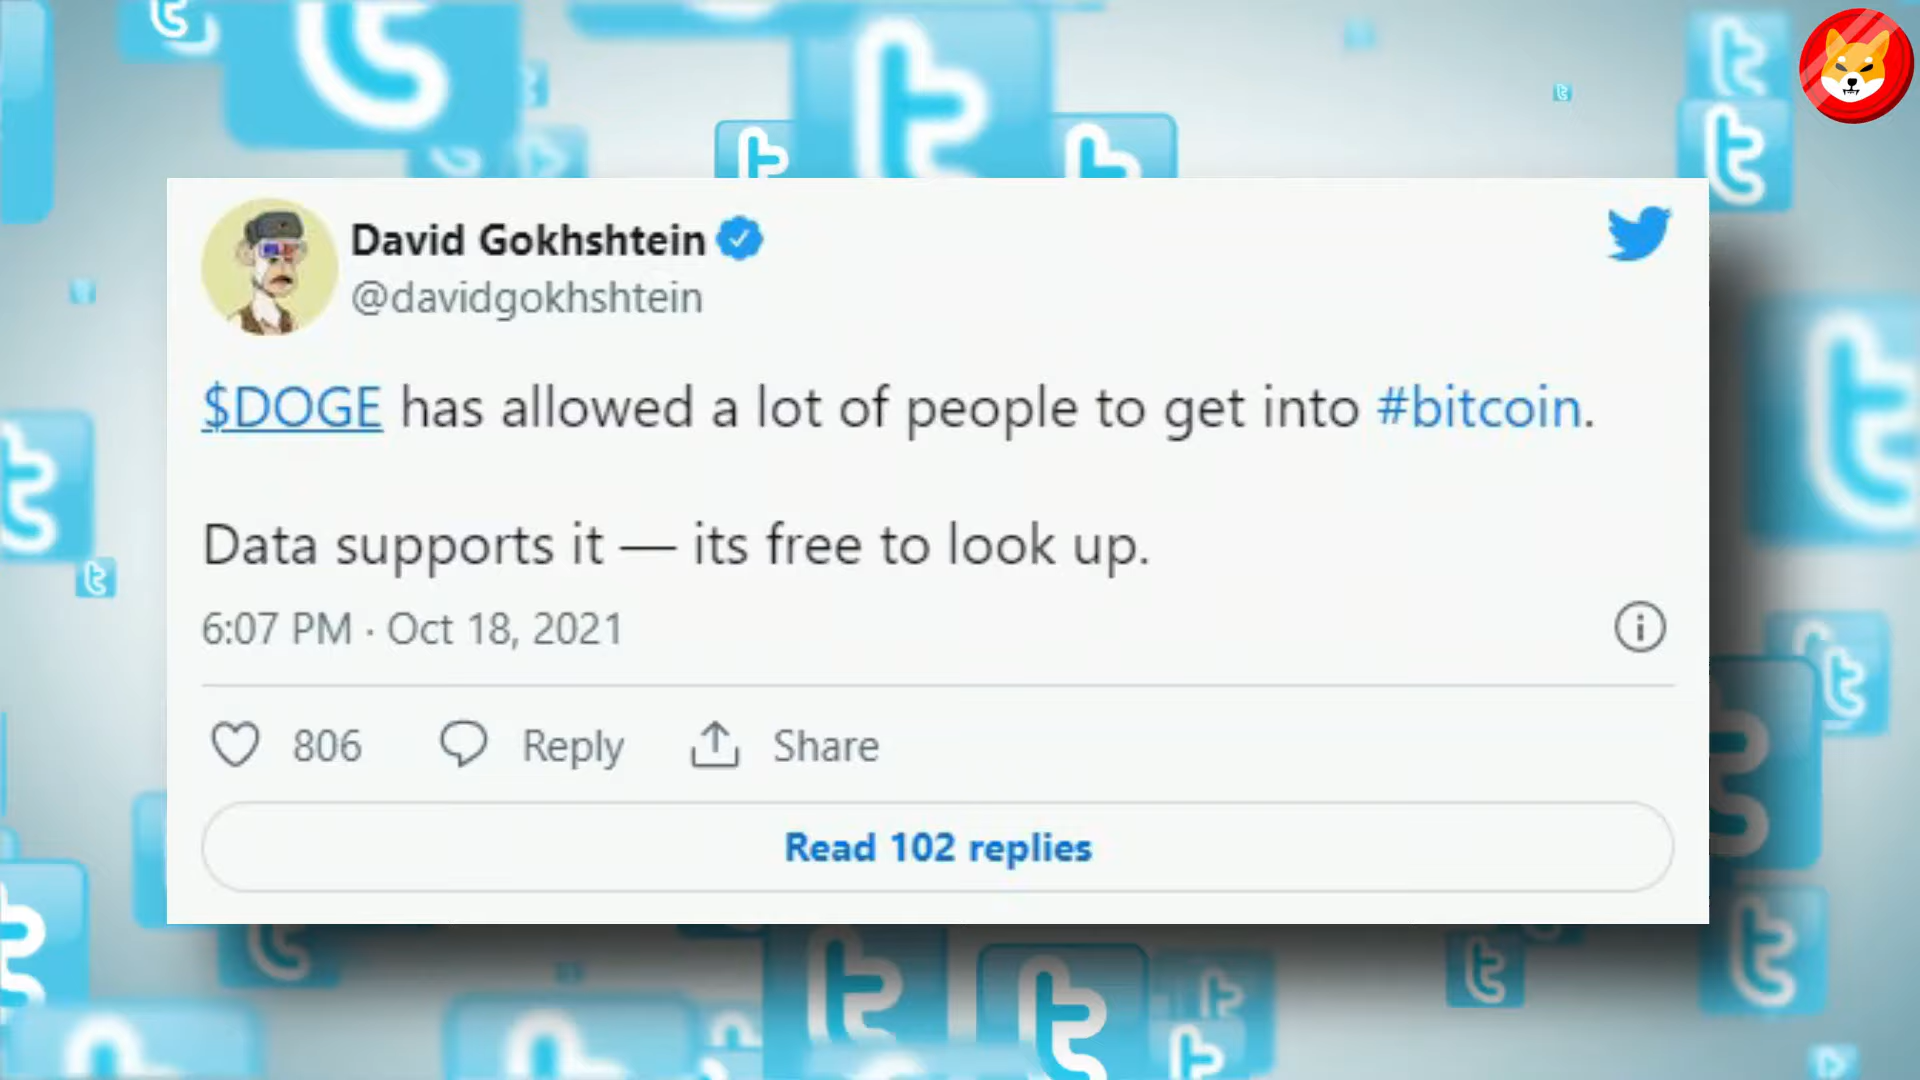 David Gokhshtein
@davidgokhshtein
$DOGE has allowed a lot of people to get into #bitcoin.
Data supports it — its free to look up.
6:07 PM · Oct 18, 2021
806 Reply Share
Read 102 replies